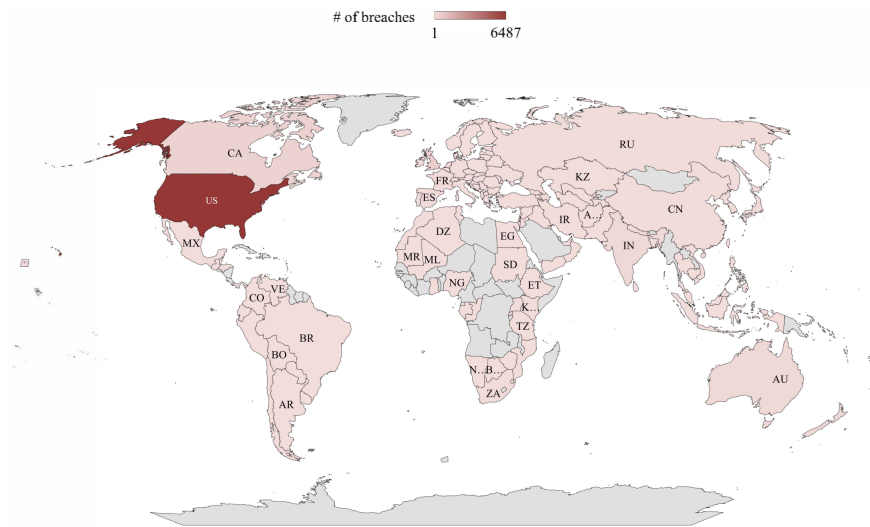 # of breaches
1 6487
RU
CA
KZ
FR
US
ES
CN
A…
IR
DZ
EG
IN
MX
MR ML
SD
NG
ET
VE
CO
K…
TZ
BR
BO
N… B…
AU
ZA
AR